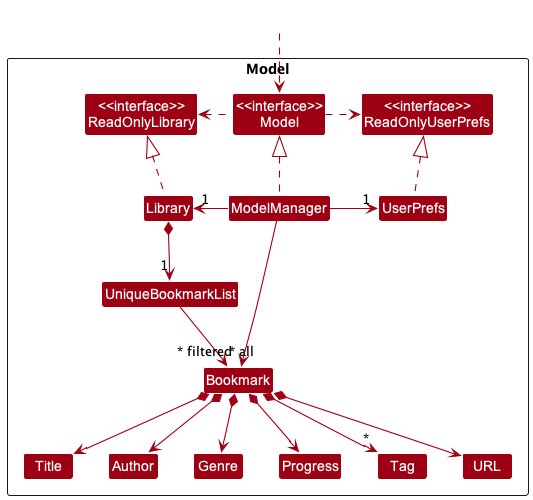 Model
<<interface>>
ReadOnlyLibrary
<<interface>>
Model
<<interface>>
ReadOnlyUserPrefs
Library
1
ModelManager
1
UserPrefs
1
UniqueBookmarkList
* filtered
* all
Bookmark
*
Title
Author
Genre
Progress
Tag
URL